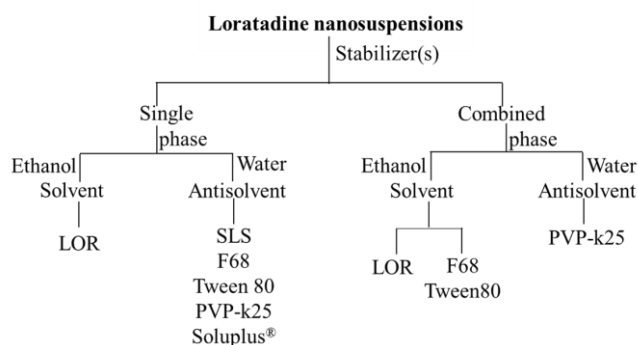 Loratadine nanosuspensions
Stabilizer(s)
Single
phase
Ethanol
Solvent
LOR
Water
Antisolvent
SLS
F68
Tween 80
PVP-k25
Soluplus®
Combined
phase
Ethanol
Solvent
LOR
F68
Tween80
Water
Antisolvent
PVP-k25